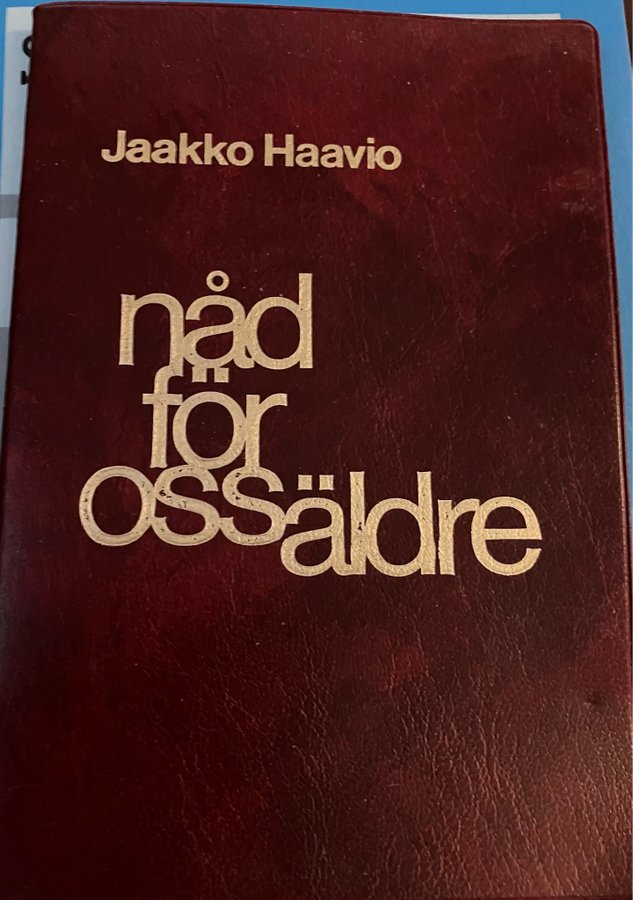 Jaakko Haavio
nåd
för
oss äldre